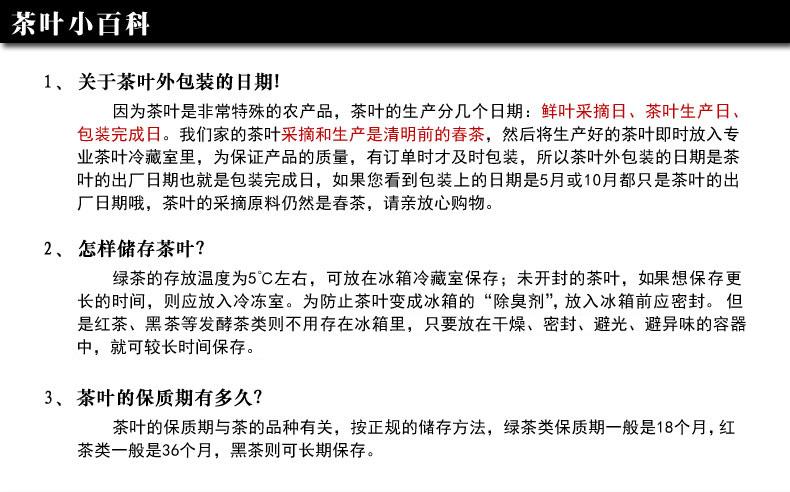 茶叶小百科
1、 关于茶叶外包装的日期!
因为茶叶是非常特殊的农产品，茶叶的生产分几个日期：鲜叶采摘日、茶叶生产日、
包装完成日。我们家的茶叶采摘和生产是清明前的春茶，然后将生产好的茶叶即时放入专
业茶叶冷藏室里，为保证产品的质量，有订单时才及时包装，所以茶叶外包装的日期是茶
叶的出厂日期也就是包装完成日，如果您看到包装上的日期是5月或10月都只是茶叶的出
厂日期哦，茶叶的采摘原料仍然是春茶，请亲放心购物。
2、 怎样储存茶叶?
绿茶的存放温度为5℃左右，可放在冰箱冷藏室保存；未开封的茶叶，如果想保存更
长的时间，则应放入冷冻室。为防止茶叶变成冰箱的“除臭剂”，放入冰箱前应密封。但
是红茶、黑茶等发酵茶类则不用存在冰箱里，只要放在干燥、密封、避光、避异味的容器
中，就可较长时间保存。
3、 茶叶的保质期有多久?
茶叶的保质期与茶的品种有关，按正规的储存方法，绿茶类保质期一般是18个月，红
茶类一般是36个月，黑茶则可长期保存。